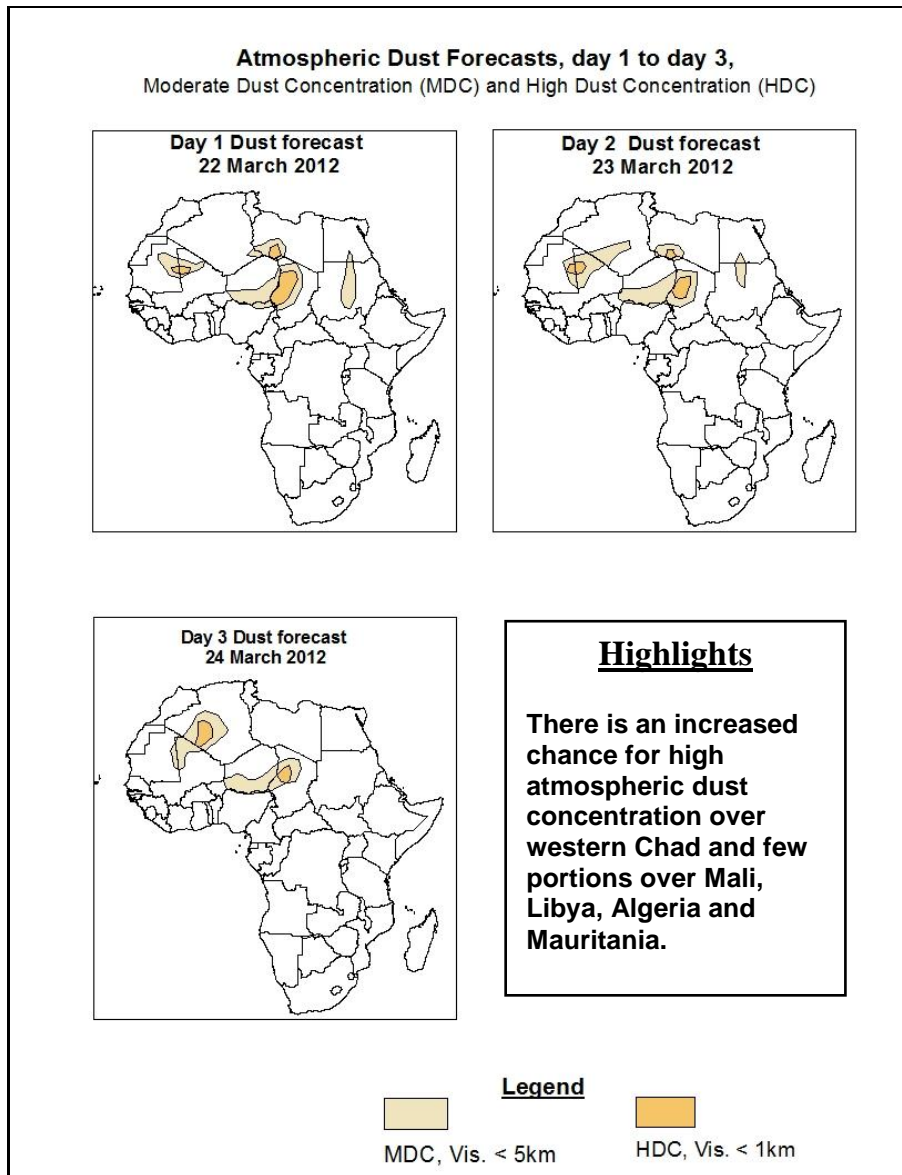 Atmospheric Dust Forecasts, day 1 to day 3,
Moderate Dust Concentration (MDC) and High Dust Concentration (HDC)
Day 1 Dust forecast
22 March 2012
Day 2 Dust forecast
23 March 2012
Day 3 Dust forecast
24 March 2012
Highlights
There is an increased
chance for high
atmospheric dust
concentration over
western Chad and few
portions over Mali,
Libya, Algeria and
Mauritania.
Legend
MDC, Vis. < 5km
HDC, Vis. < 1km